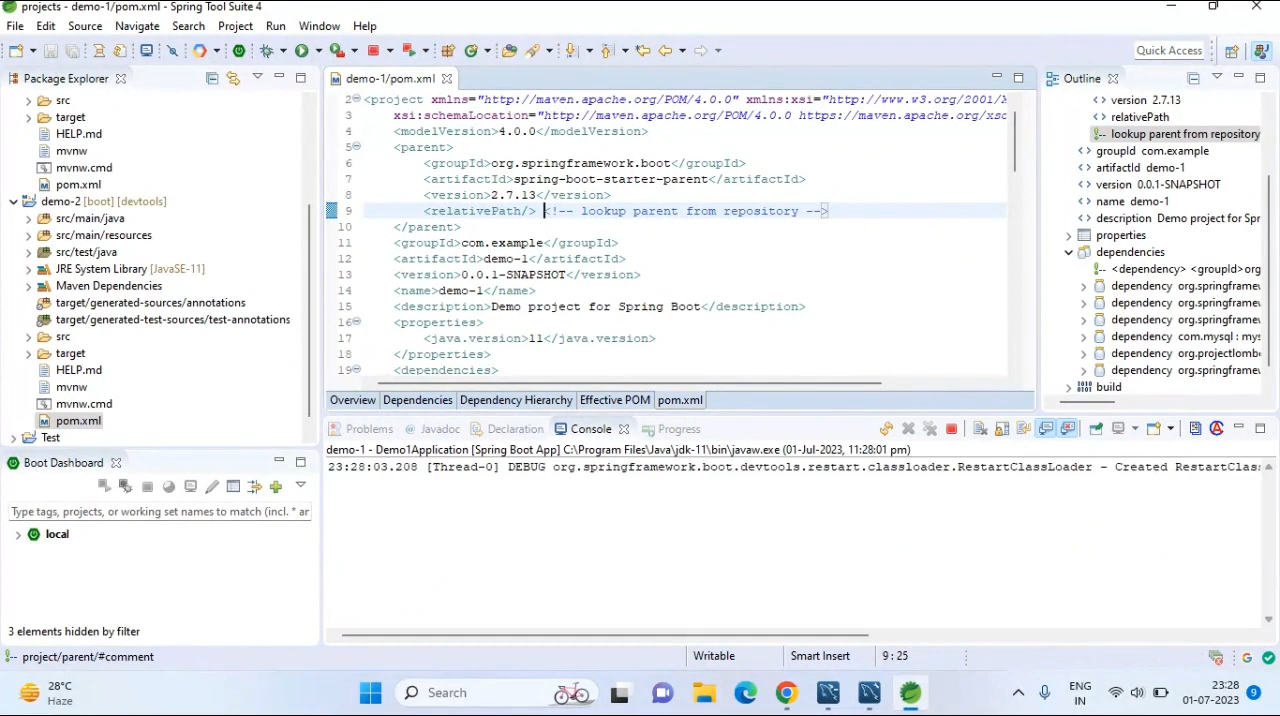 projects - demo-1/pom.xml - Spring Tool Suite 4
File Edit Source Navigate Search Project Run Window Help
Quick Access
Package Explorer
src
target
HELP.md
mvnw
mvnw.cmd
pom.xml
demo-2 [boot] [devtools]
src/main/java
src/main/resources
src/test/java
JRE System Library [JavaSE-11]
Maven Dependencies
target/generated-sources/annotations
target/generated-test-sources/test-annotations
src
target
HELP.md
mvnw
mvnw.cmd
pom.xml
Test
demo-1/pom.xml
2 <project xmlns="http://maven.apache.org/POM/4.0.0" xmlns:xsi="http://www.w3.org/2001/X
3 xsi:schemaLocation="http://maven.apache.org/POM/4.0.0 https://maven.apache.org/xsd
4 <modelVersion>4.0.0</modelVersion>
5 <parent>
6 <groupId>org.springframework.boot</groupId>
7 <artifactId>spring-boot-starter-parent</artifactId>
8 <version>2.7.13</version>
9 <relativePath/> <!-- lookup parent from repository -->
10 </parent>
11 <groupId>com.example</groupId>
12 <artifactId>demo-1</artifactId>
13 <version>0.0.1-SNAPSHOT</version>
14 <name>demo-1</name>
15 <description>Demo project for Spring Boot</description>
16 <properties>
17 <java.version>11</java.version>
18 </properties>
19 <dependencies>
Overview Dependencies Dependency Hierarchy Effective POM pom.xml
Outline
version 2.7.13
relativePath
lookup parent from repository
groupId com.example
artifactId demo-1
version 0.0.1-SNAPSHOT
name demo-1
description Demo project for S
properties
dependencies
<dependency> <groupId>org
dependency org.springframew
dependency org.springframew
dependency org.springframew
dependency com.mysql : m
dependency org.projectlomb
dependency org.springframew
build
Boot Dashboard
Type tags, projects, or working set names to match (incl. * ar
local
3 elements hidden by filter
Problems Javadoc Declaration Console Progress
demo-1 - Demo1Application [Spring Boot App] C:\Program Files\Java\jdk-11\bin\javaw.exe (01-Jul-2023, 11:28:01 pm)
23:28:03.208 [Thread-0] DEBUG org.springframework.boot.devtools.restart.classloader.RestartClassLoader - Created RestartClass
project/parent/#comment
Writable Smart Insert 9 : 25
28°C
Haze
Search
ENG
IN
23:28
01-07-2023
9